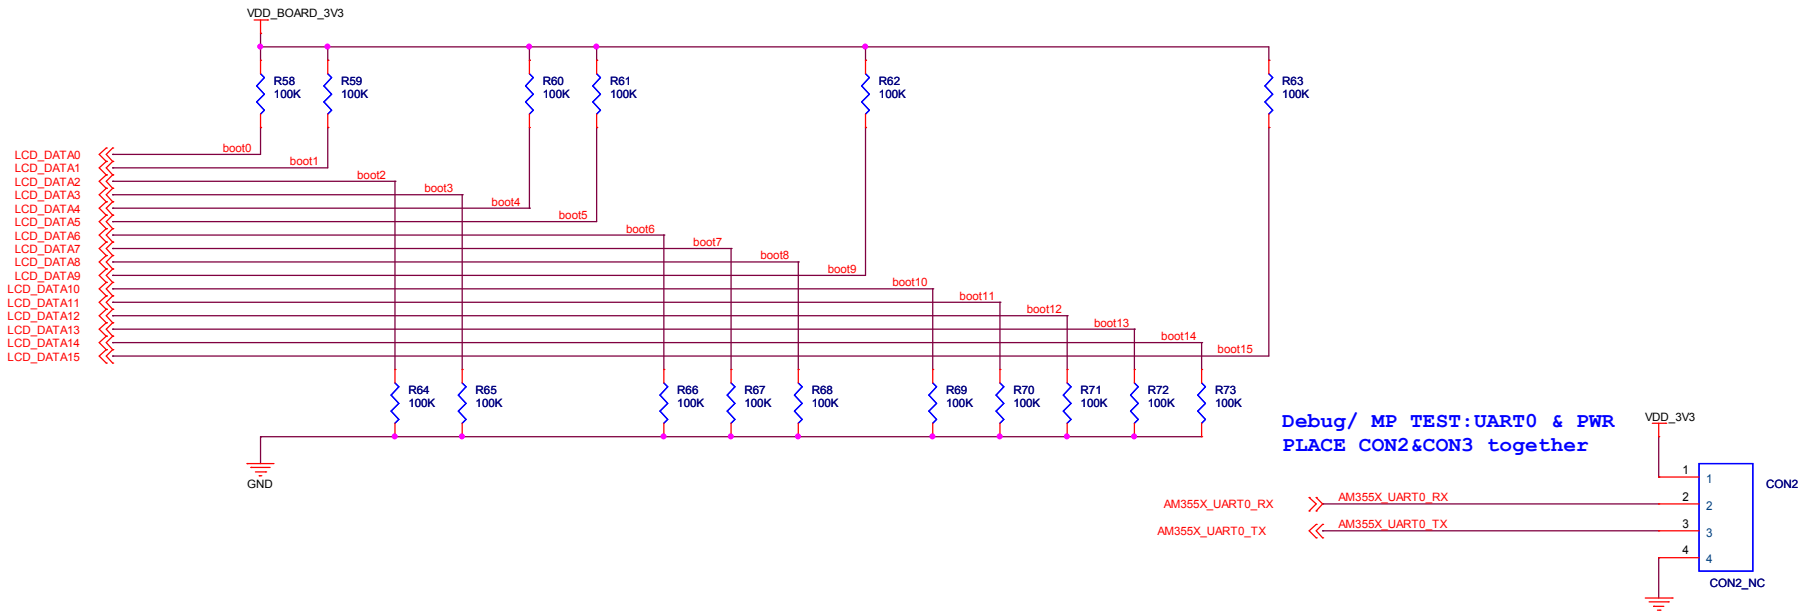 VDD_BOARD_3V3
R58
100K
R59
100K
R60
100K
R61
100K
R62
100K
R63
100K
LCD_DATA0
boot0
LCD_DATA1
boot1
LCD_DATA2
boot2
LCD_DATA3
boot3
LCD_DATA4
boot4
LCD_DATA5
boot5
LCD_DATA6
boot6
LCD_DATA7
boot7
LCD_DATA8
boot8
LCD_DATA9
boot9
LCD_DATA10
boot10
LCD_DATA11
boot11
LCD_DATA12
boot12
LCD_DATA13
boot13
LCD_DATA14
boot14
LCD_DATA15
boot15
R64
100K
R65
100K
R66
100K
R67
100K
R68
100K
R69
100K
R70
100K
R71
100K
R72
100K
R73
100K
GND
Debug/ MP TEST:UART0 & PWR
PLACE CON2&CON3 together
VDD_3V3
1
1
CON2
AM355X_UART0_RX
AM355X_UART0_RX
2
2
AM355X_UART0_TX
AM355X_UART0_TX
3
3
4
4
CON2_NC